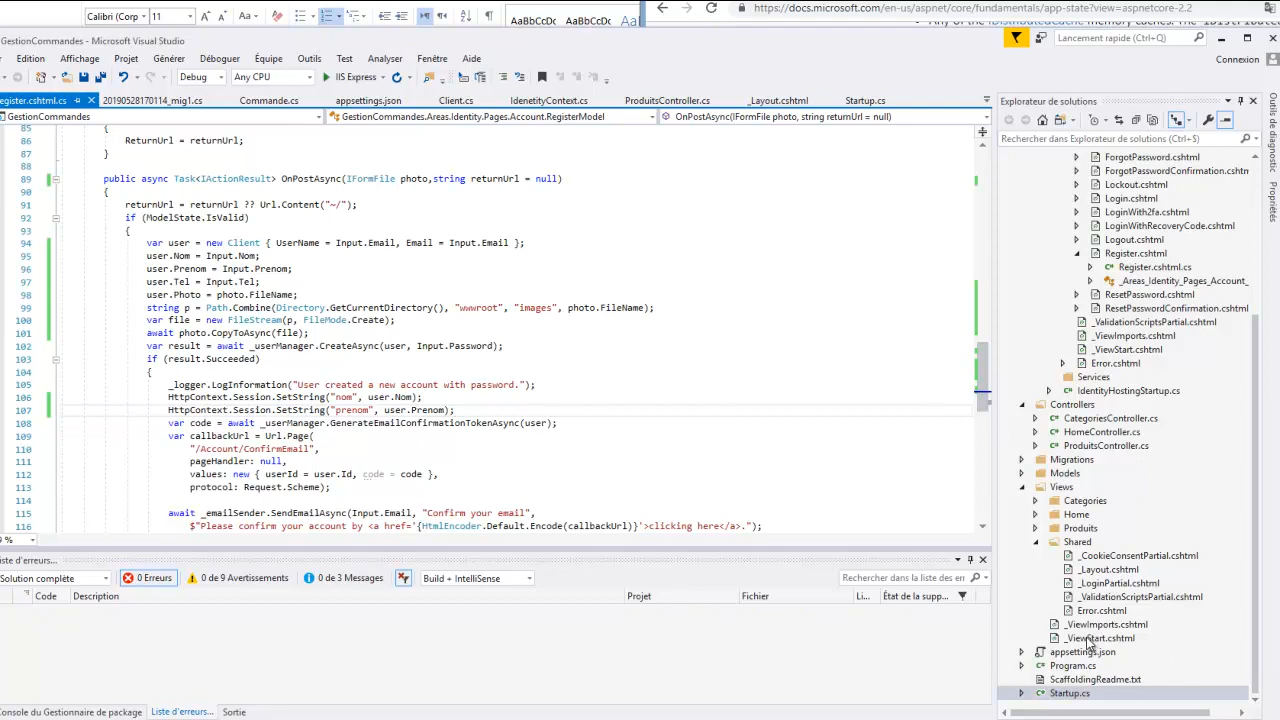 Calibri (Corp 11 A A Aa AaBbCcDc AaBbCcDc AaI
https://docs.microsoft.com/en-us/aspnet/core/fundamentals/app-state?view=aspnetcore-2.2
GestionCommandes - Microsoft Visual Studio
Lancement rapide (Ctrl+Q)
Edition Affichage Projet Générer Déboguer Équipe Outils Test Analyser Fenêtre Aide
Connexion
Debug Any CPU IIS Express
egister.cshtml.cs 20190528170114_mig1.cs Commande.cs appsettings.json Client.cs IdenetityContext.cs ProduitsController.cs _Layout.cshtml Startup.cs
GestionCommandes GestionCommandes.Areas.Identity.Pages.Account.RegisterModel OnPostAsync(IFormFile photo, string returnUrl = null)
85 {
86 ReturnUrl = returnUrl;
87 }
88
89 public async Task<IActionResult> OnPostAsync(IFormFile photo,string returnUrl = null)
90 {
91 returnUrl = returnUrl ?? Url.Content("~/");
92 if (ModelState.IsValid)
93 {
94 var user = new Client { UserName = Input.Email, Email = Input.Email };
95 user.Nom = Input.Nom;
96 user.Prenom = Input.Prenom;
97 user.Tel = Input.Tel;
98 user.Photo = photo.FileName;
99 string p = Path.Combine(Directory.GetCurrentDirectory(), "wwwroot", "images", photo.FileName);
100 var file = new FileStream(p, FileMode.Create);
101 await photo.CopyToAsync(file);
102 var result = await _userManager.CreateAsync(user, Input.Password);
103 if (result.Succeeded)
104 {
105 _logger.LogInformation("User created a new account with password.");
106 HttpContext.Session.SetString("nom", user.Nom);
107 HttpContext.Session.SetString("prenom", user.Prenom);
108 var code = await _userManager.GenerateEmailConfirmationTokenAsync(user);
109 var callbackUrl = Url.Page(
110 "/Account/ConfirmEmail",
111 pageHandler: null,
112 values: new { userId = user.Id, code = code },
113 protocol: Request.Scheme);
114
115 await _emailSender.SendEmailAsync(Input.Email, "Confirm your email",
116 $"Please confirm your account by <a href='{HtmlEncoder.Default.Encode(callbackUrl)}'>clicking here</a>.");
9 %
iste d'erreurs...
Solution complète 0 Erreurs 0 de 9 Avertissements 0 de 3 Messages Build + IntelliSense Rechercher dans la liste des err
Code Description Projet Fichier Li... État de la supp...
Console du Gestionnaire de package Liste d'erreurs... Sortie
Explorateur de solutions
Rechercher dans Explorateur de solutions (Ctrl+$)
ForgotPassword.cshtml
ForgotPasswordConfirmation.cshtm
Lockout.cshtml
Login.cshtml
LoginWith2fa.cshtml
LoginWithRecoveryCode.cshtml
Logout.cshtml
Register.cshtml
Register.cshtml.cs
_Areas_Identity_Pages_Account_
ResetPassword.cshtml
ResetPasswordConfirmation.cshtml
_ValidationScriptsPartial.cshtml
_ViewImports.cshtml
_ViewStart.cshtml
Error.cshtml
Services
IdentityHostingStartup.cs
Controllers
CategoriesController.cs
HomeController.cs
ProduitsController.cs
Migrations
Models
Views
Categories
Home
Produits
Shared
_CookieConsentPartial.cshtml
_Layout.cshtml
_LoginPartial.cshtml
_ValidationScriptsPartial.cshtml
Error.cshtml
_ViewImports.cshtml
_ViewStart.cshtml
appsettings.json
Program.cs
ScaffoldingReadme.txt
Startup.cs
Outils de diagnostic
Propriétés